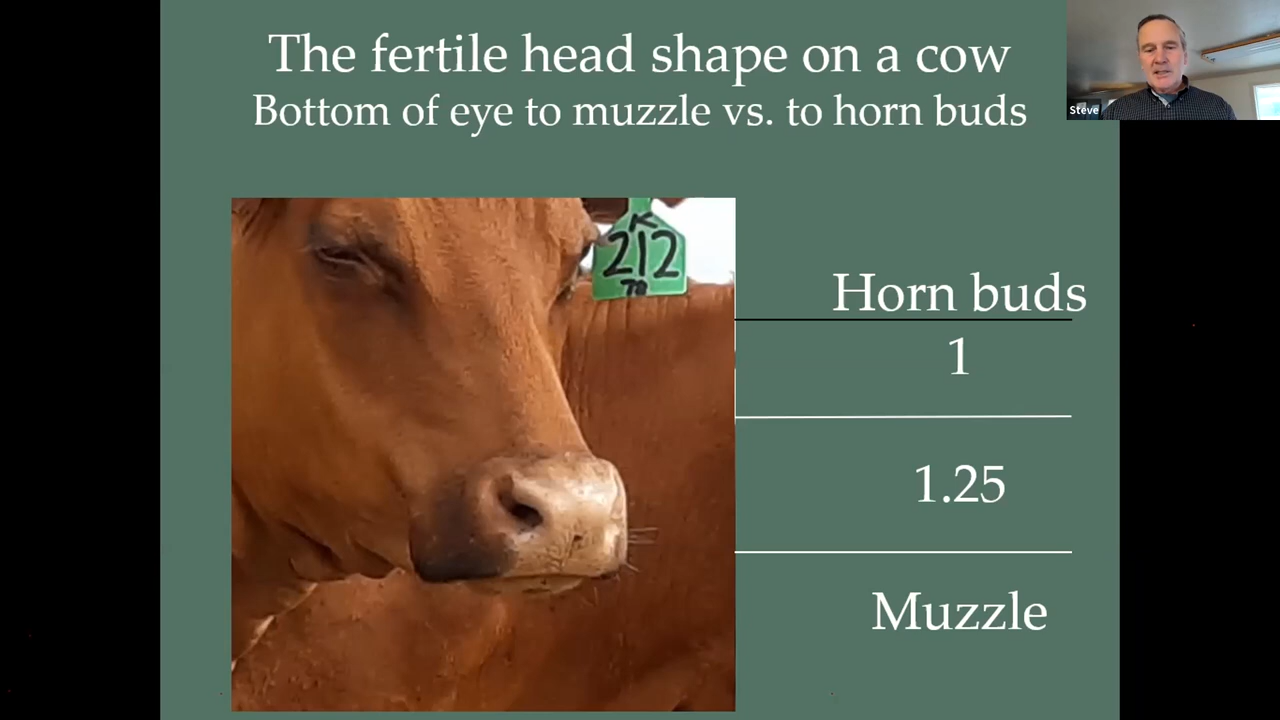 The fertile head shape on a cow
Bottom of eye to muzzle vs. to horn buds
Steve
K
212
Horn buds
1
1.25
Muzzle